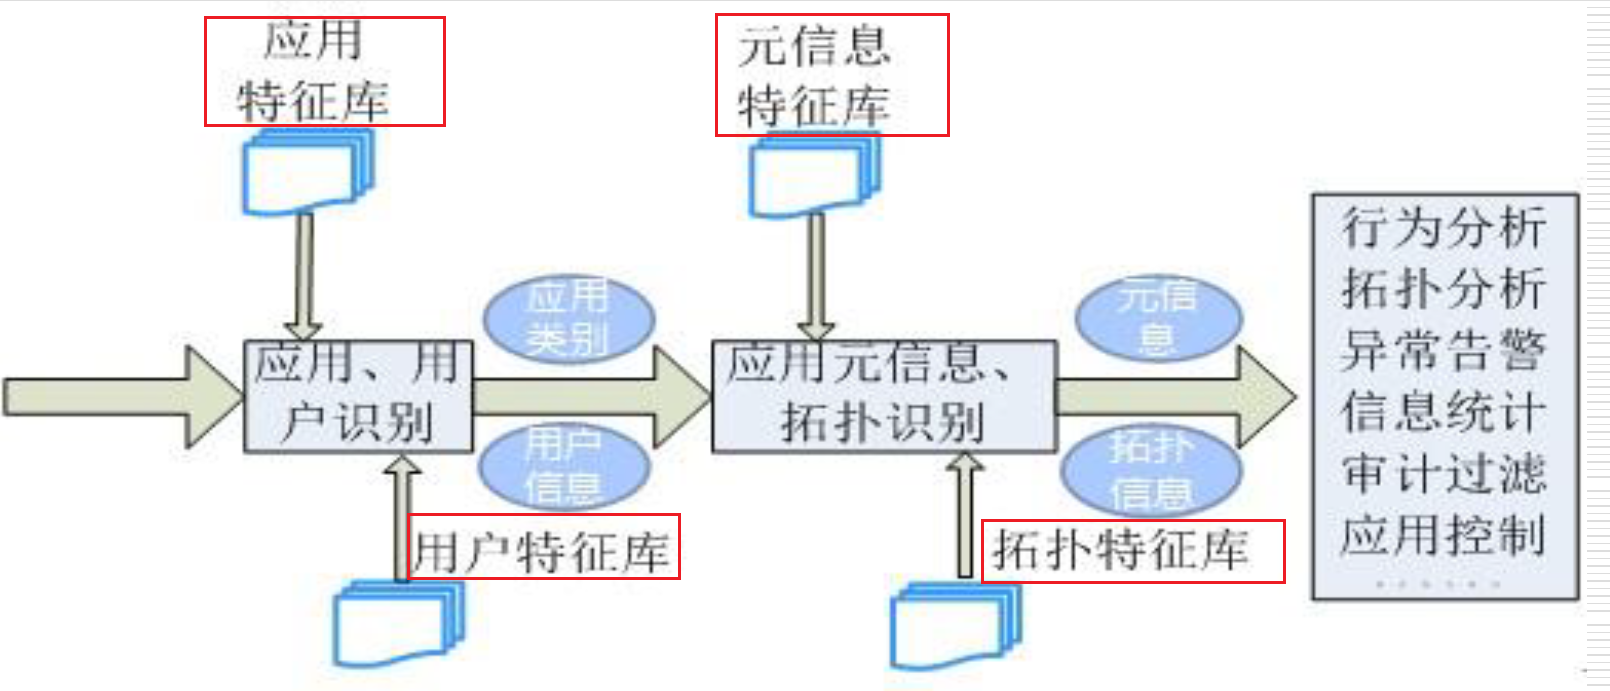 应用
特征库
元信息
特征库
应用
类别
元信
息
应用、用
户识别
应用元信息、
拓扑识别
用户
信息
拓扑
信息
用户特征库
拓扑特征库
行为分析
拓扑分析
异常告警
信息统计
审计过滤
应用控制
······